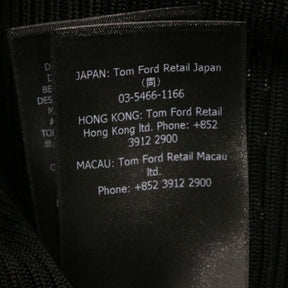 JAPAN: Tom Ford Retail Japan
(問)
03-5466-1166
HONG KONG: Tom Ford Retail
Hong Kong ltd. Phone: +852
3912 2900
MACAU: Tom Ford Retail Macau
ltd.
Phone: +852 3912 2900